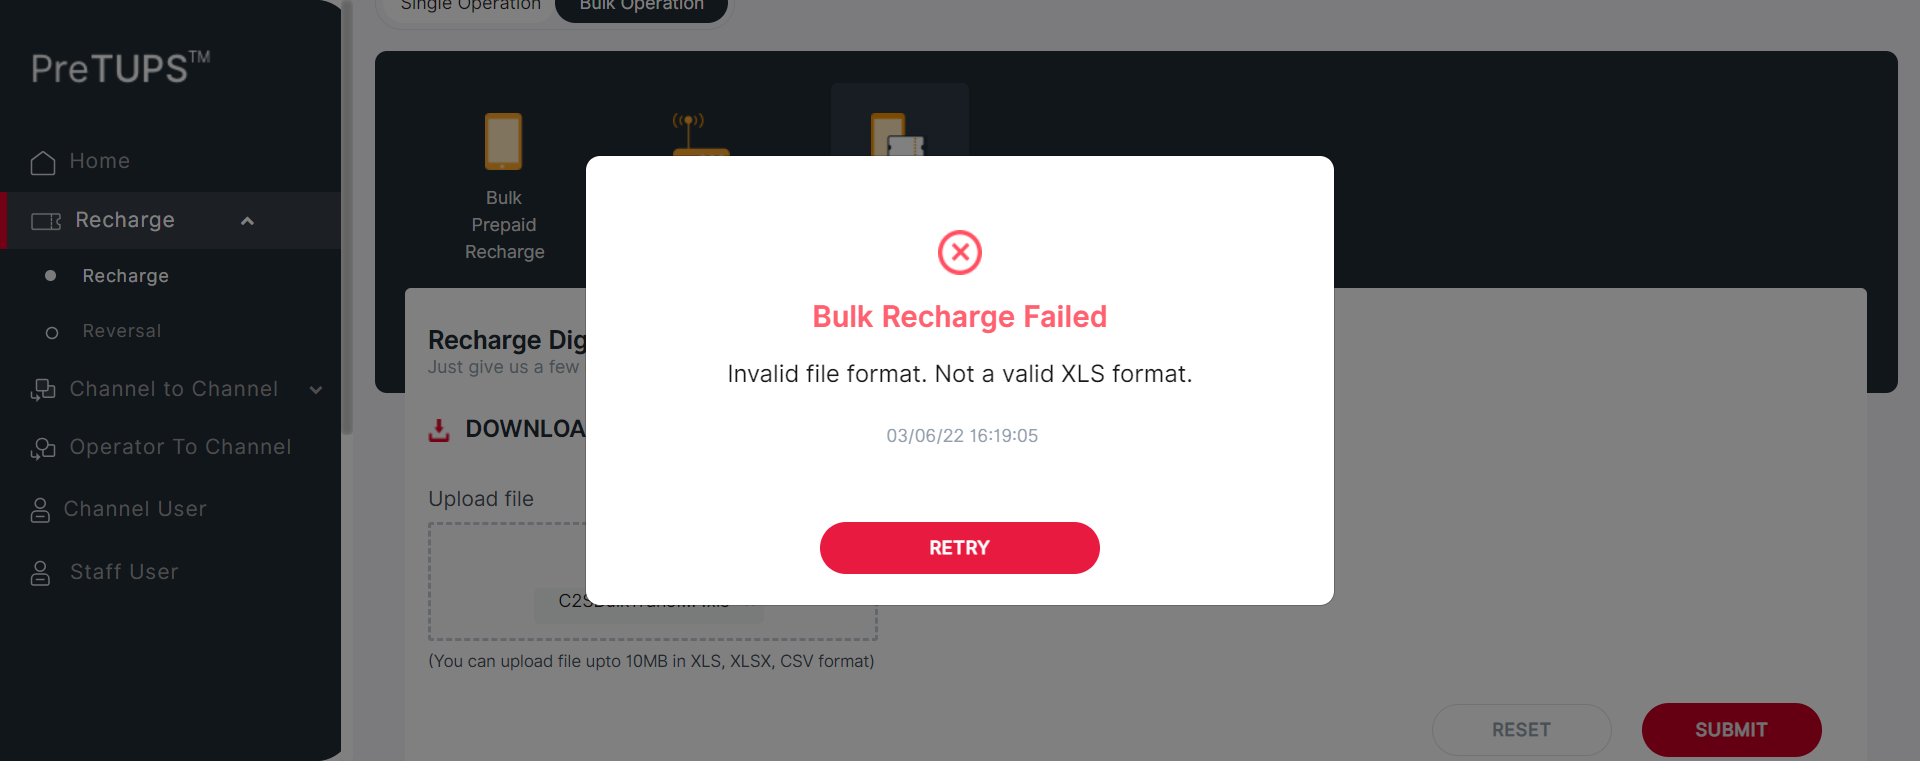 Single Operation
Bulk Operation
PreTUPS™
Home
Recharge
Recharge
Reversal
Channel to Channel
Operator To Channel
Channel User
Staff User
Bulk
Prepaid
Recharge
Recharge Dig
Just give us a few
DOWNLOA
Upload file
(You can upload file upto 10MB in XLS, XLSX, CSV format)
RESET
SUBMIT
Bulk Recharge Failed
Invalid file format. Not a valid XLS format.
03/06/22 16:19:05
RETRY